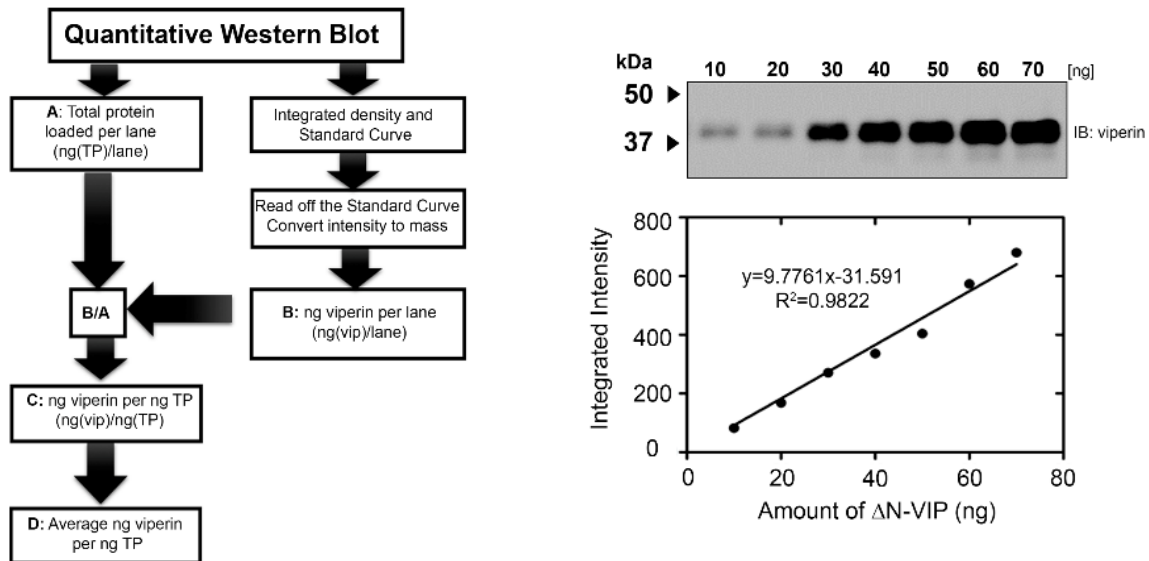 Quantitative Western Blot
A: Total protein
loaded per lane
(ng(TP)/lane)
Integrated density and
Standard Curve
Read off the Standard Curve
Convert intensity to mass
B/A
B: ng viperin per lane
(ng(vip)/lane)
C: ng viperin per ng TP
(ng(vip)/ng(TP)
D: Average ng viperin
per ng TP
kDa
10 20 30 40 50 60 70 [ng]
50
37
IB: viperin
800
600
400
200
0
Integrated Intensity
y=9.7761x-31.591
R²=0.9822
0 20 40 60 80
Amount of ΔN-VIP (ng)